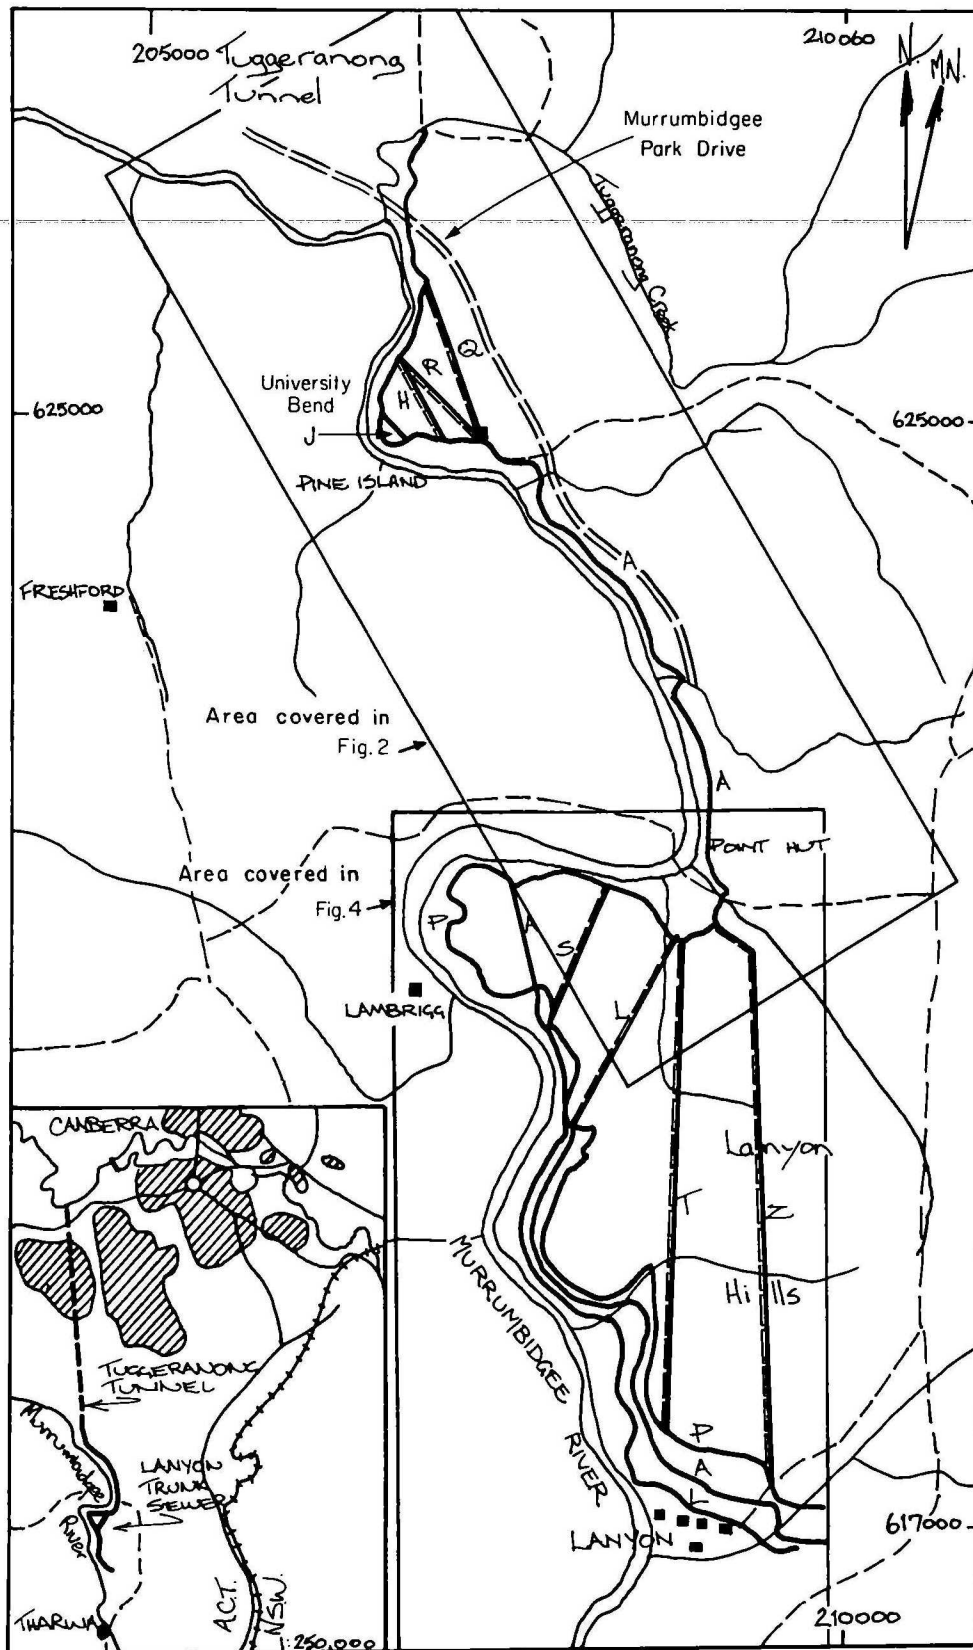 205000
Tuggeranong
Tunnel
210060
N.
M.N.
Murrumbidgee
Park Drive
Tuggeranong Creek
Q
R
H
University
Bend
J
625000
625000
PINE ISLAND
A
FRESHFORD
Area covered in
Fig. 2
A
POINT HUT
Area covered in
Fig. 4
P
A
S
L
LAMBRIGG
Lanyon
T
Z
Hills
MURRUMBIDGEE
RIVER
P
A
L
LANYON
617000
210000
CANBERRA
TUGGERANONG
TUNNEL
Murrumbidgee
River
LANYON
TRUNK
SEWER
THARWA
A.C.T.
N.S.W.
1:250,000